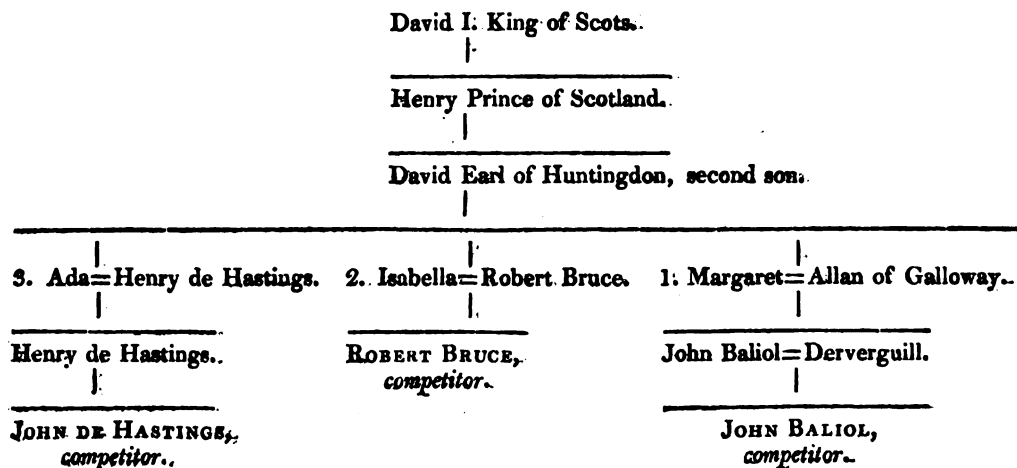 David I. King of Scots.
Henry Prince of Scotland.
David Earl of Huntingdon, second son.
3. Ada=Henry de Hastings. 2. Isabella=Robert Bruce. 1. Margaret=Allan of Galloway.
Henry de Hastings. ROBERT BRUCE, John Baliol=Derverguill.
competitor.
JOHN DE HASTINGS, JOHN BALIOL,
competitor. competitor.